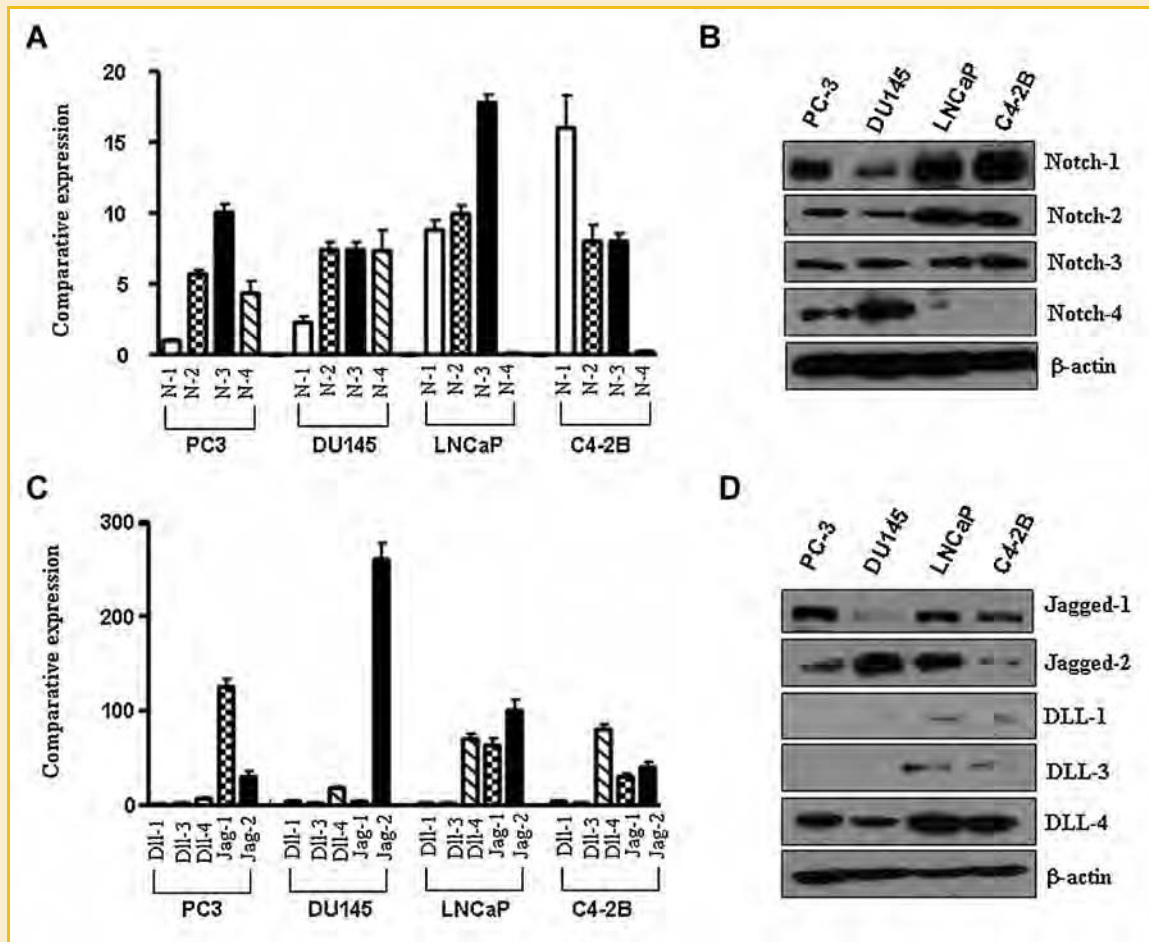 A
Comparative expression
20
15
10
5
0
N-1 N-2 N-3 N-4 N-1 N-2 N-3 N-4 N-1 N-2 N-3 N-4 N-1 N-2 N-3 N-4
PC3 DU145 LNCaP C4-2B
B
PC-3 DU145 LNCaP C4-2B
Notch-1
Notch-2
Notch-3
Notch-4
β-actin
C
Comparative expression
300
200
100
0
Dll-1 Dll-3 Dll-4 Jag-1 Jag-2 Dll-1 Dll-3 Dll-4 Jag-1 Jag-2 Dll-1 Dll-3 Dll-4 Jag-1 Jag-2 Dll-1 Dll-3 Dll-4 Jag-1 Jag-2
PC3 DU145 LNCaP C4-2B
D
PC-3 DU145 LNCaP C4-2B
Jagged-1
Jagged-2
DLL-1
DLL-3
DLL-4
β-actin